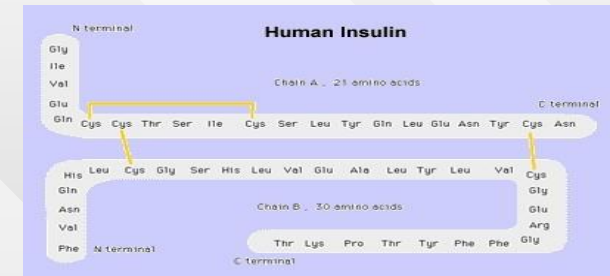 Human Insulin
N terminal
Gly
Ile
Val
Glu
Gln
Chain A , 21 amino acids
C terminal
Cys Cys Thr Ser Ile Cys Ser Leu Tyr Gln Leu Glu Asn Tyr Cys Asn
His Leu Cys Gly Ser His Leu Val Glu Ala Leu Tyr Leu Val Cys
Gln
Asn
Val
Phe
N terminal
Chain B , 30 amino acids
Gly
Glu
Arg
Gly
Thr Lys Pro Thr Tyr Phe Phe
C terminal